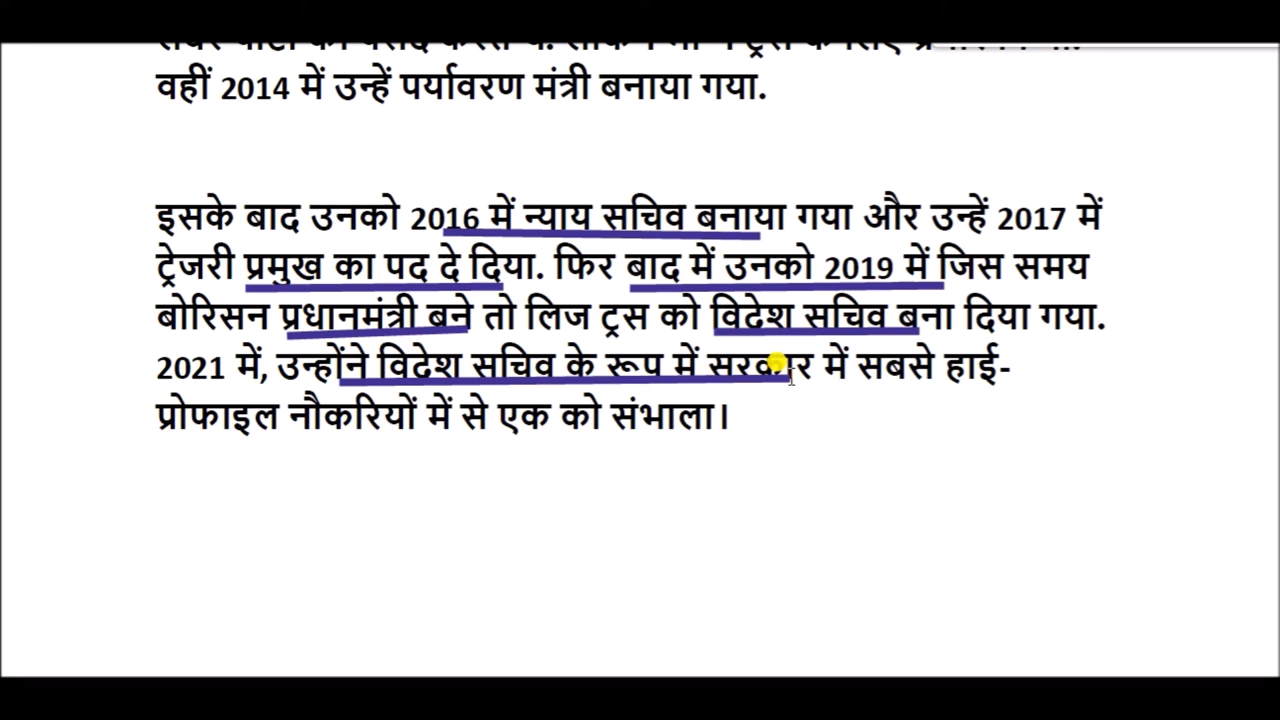 वहीं 2014 में उन्हें पर्यावरण मंत्री बनाया गया.
इसके बाद उनको 2016 में न्याय सचिव बनाया गया और उन्हें 2017 में
ट्रेजरी प्रमुख का पद दे दिया. फिर बाद में उनको 2019 में जिस समय
बोरिसन प्रधानमंत्री बने तो लिज ट्रस को विदेश सचिव बना दिया गया.
2021 में, उन्होंने विदेश सचिव के रूप में सरकार में सबसे हाई-
प्रोफाइल नौकरियों में से एक को संभाला।